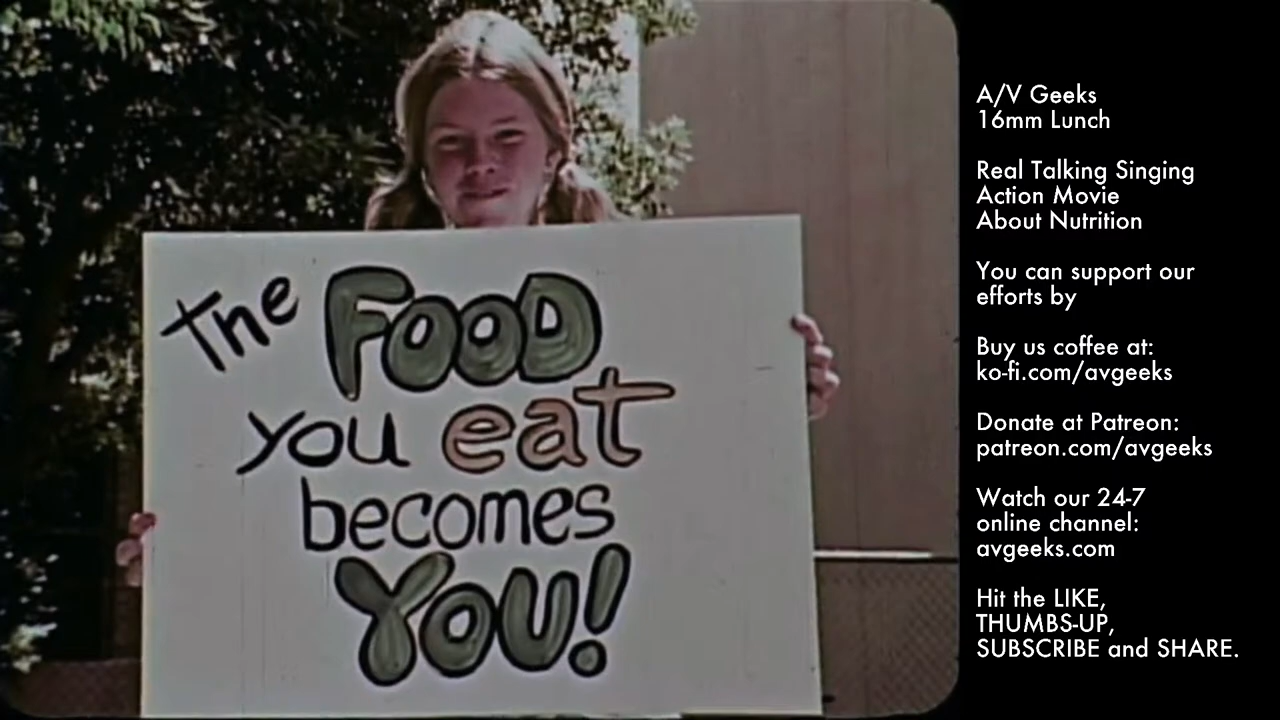 The FOOD
you eat
becomes
YOU!
A/V Geeks
16mm Lunch
Real Talking Singing
Action Movie
About Nutrition
You can support our
efforts by
Buy us coffee at:
ko-fi.com/avgeeks
Donate at Patreon:
patreon.com/avgeeks
Watch our 24-7
online channel:
avgeeks.com
Hit the LIKE,
THUMBS-UP,
SUBSCRIBE and SHARE.